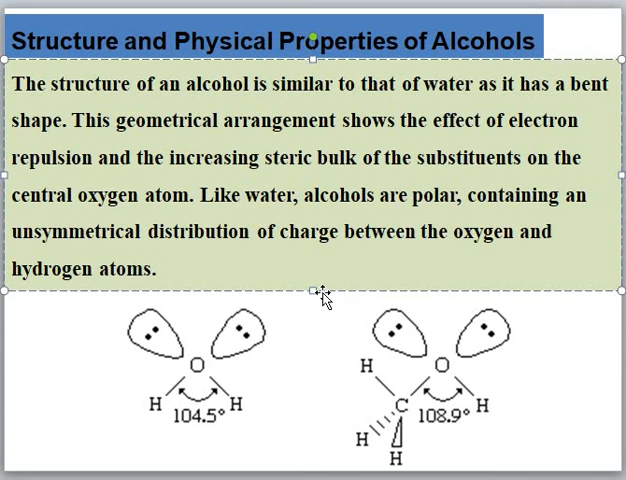 Structure and Physical Properties of Alcohols
The structure of an alcohol is similar to that of water as it has a bent
shape. This geometrical arrangement shows the effect of electron
repulsion and the increasing steric bulk of the substituents on the
central oxygen atom. Like water, alcohols are polar, containing an
unsymmetrical distribution of charge between the oxygen and
hydrogen atoms.
O
H H
104.5°
H O
C H
108.9°
H
H